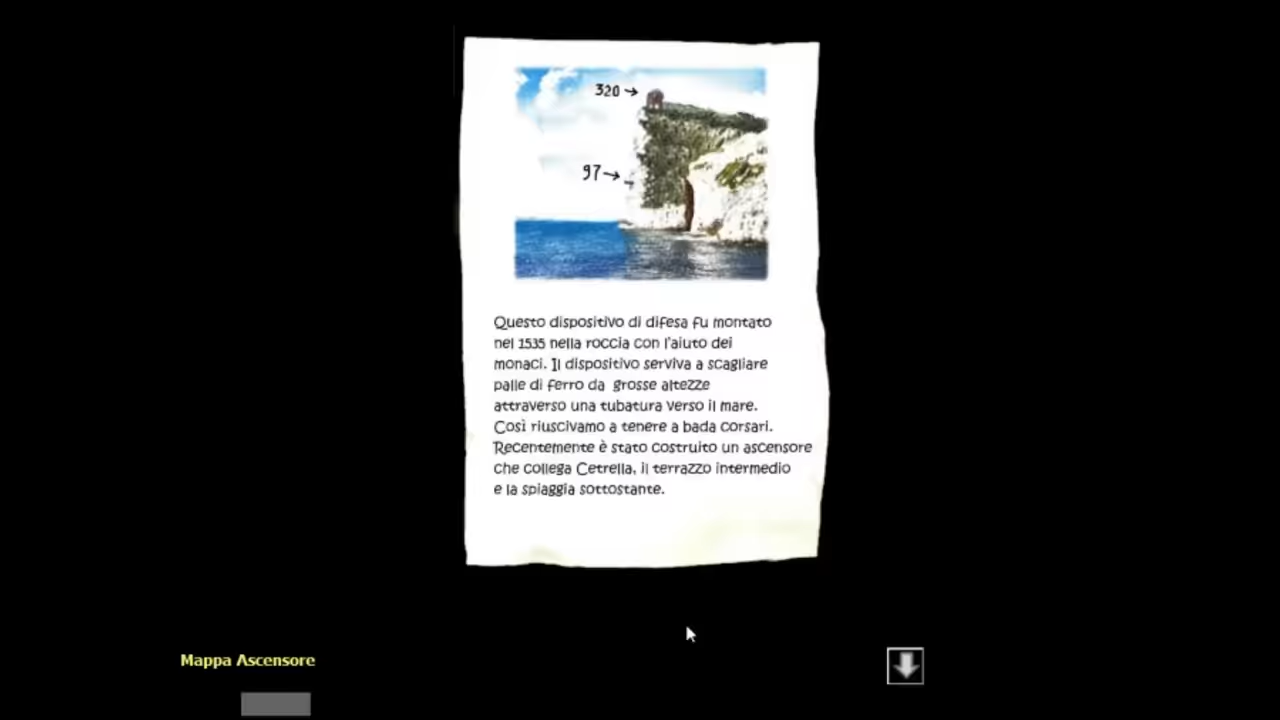 320
97
Questo dispositivo di difesa fu montato
nel 1535 nella roccia con l'aiuto dei
monaci. Il dispositivo serviva a scagliare
palle di ferro da grosse altezze
attraverso una tubatura verso il mare.
Così riuscivamo a tenere a bada corsari.
Recentemente è stato costruito un ascensore
che collega Cetrella, il terrazzo intermedio
e la spiaggia sottostante.
Mappa Ascensore